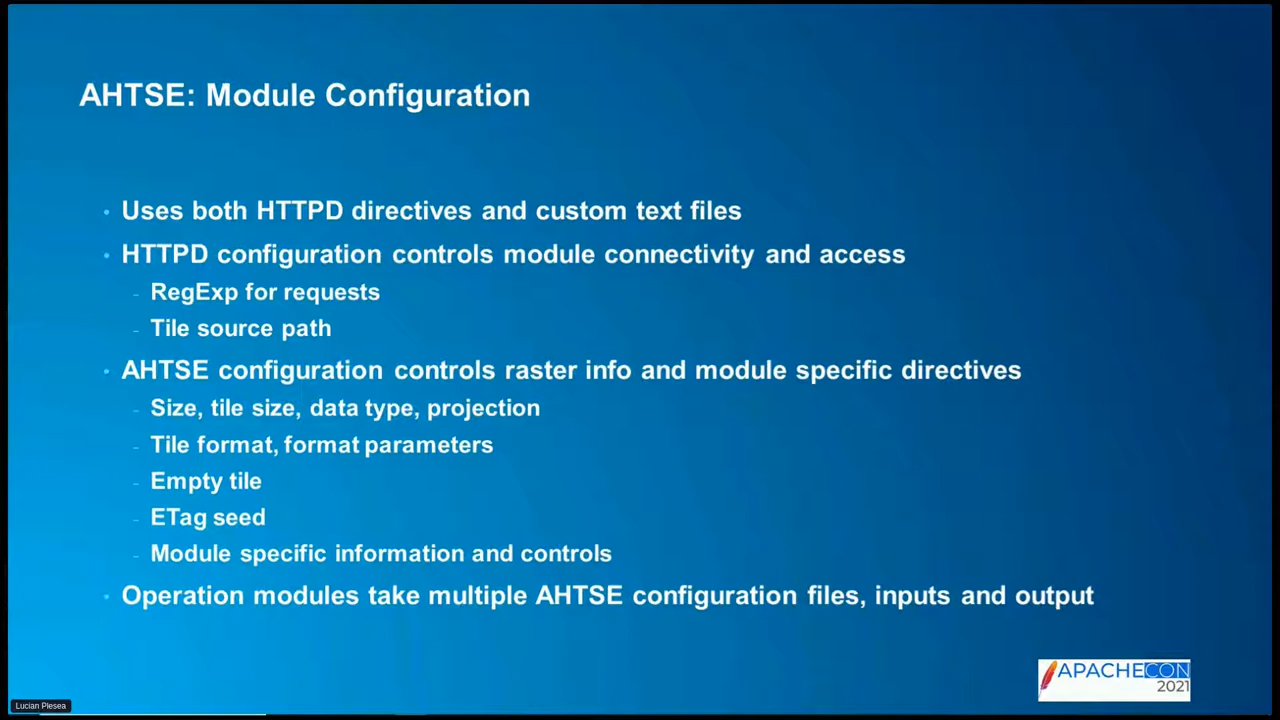 AHTSE: Module Configuration
• Uses both HTTPD directives and custom text files
• HTTPD configuration controls module connectivity and access
- RegExp for requests
- Tile source path
• AHTSE configuration controls raster info and module specific directives
- Size, tile size, data type, projection
- Tile format, format parameters
- Empty tile
- ETag seed
- Module specific information and controls
• Operation modules take multiple AHTSE configuration files, inputs and output
APACHECON
2021
Lucian Plesea